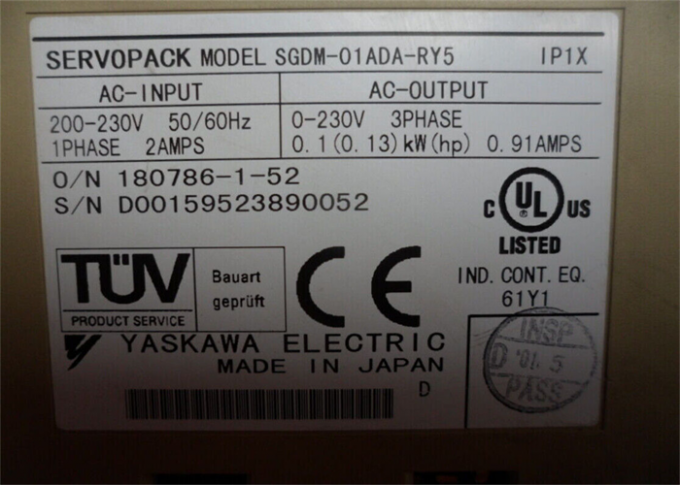 SERVOPACK MODEL SGDM-01ADA-RY5 IP1X
AC-INPUT AC-OUTPUT
200-230V 50/60Hz 0-230V 3PHASE
1PHASE 2AMPS 0.1(0.13)kW(hp) 0.91AMPS
O/N 180786-1-52
S/N D00159523890052
C UL US
LISTED
IND. CONT. EQ.
61Y1
TÜV
PRODUCT SERVICE
Bauart
geprüft
CE
YASKAWA ELECTRIC
MADE IN JAPAN
D
INSP
D '01.5
PASS